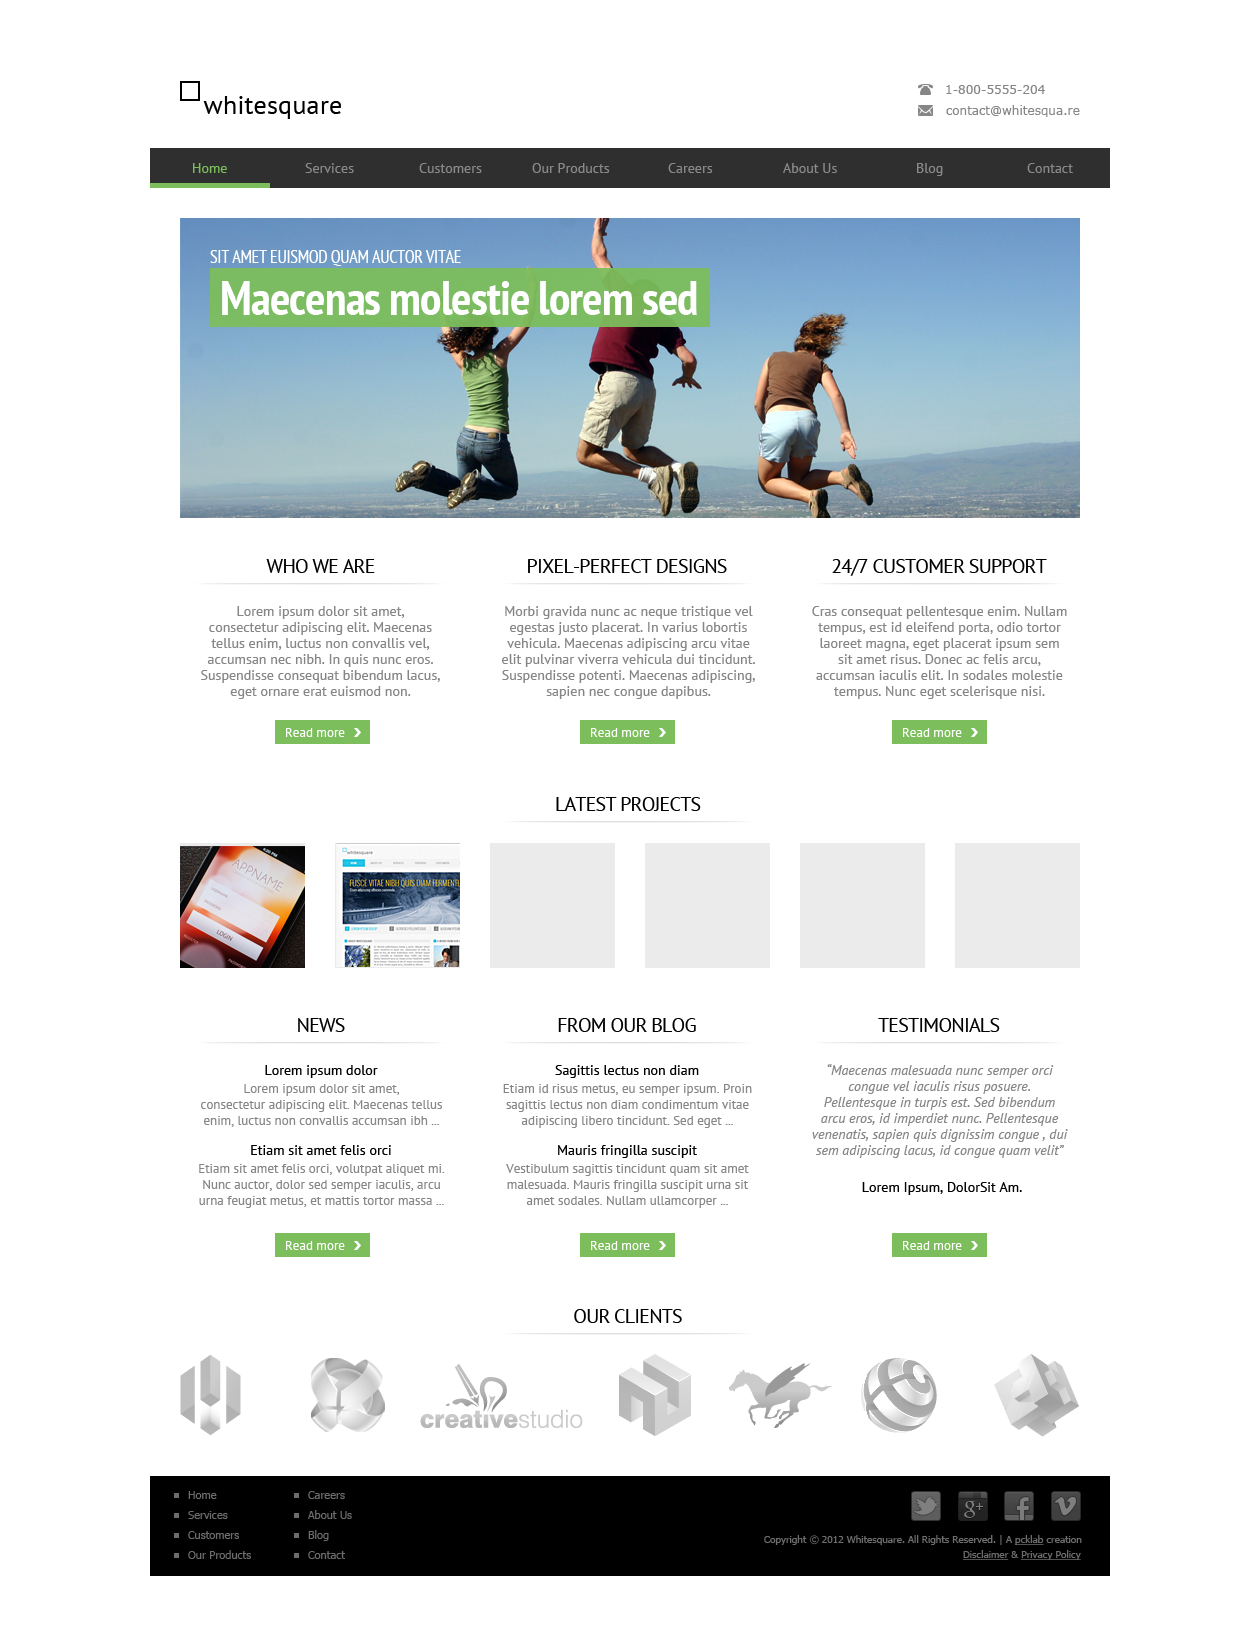 whitesquare
1-800-5555-204
contact@whitesqua.re
Home Services Customers Our Products Careers About Us Blog Contact
SIT AMET EUISMOD QUAM AUCTOR VITAE
Maecenas molestie lorem sed
WHO WE ARE
Lorem ipsum dolor sit amet,
consectetur adipiscing elit. Maecenas
tellus enim, luctus non convallis vel,
accumsan nec nibh. In quis nunc eros.
Suspendisse consequat bibendum lacus,
eget ornare erat euismod non.
Read more
PIXEL-PERFECT DESIGNS
Morbi gravida nunc ac neque tristique vel
egestas justo placerat. In varius lobortis
vehicula. Maecenas adipiscing arcu vitae
elit pulvinar viverra vehicula dui tincidunt.
Suspendisse potenti. Maecenas adipiscing,
sapien nec congue dapibus.
Read more
24/7 CUSTOMER SUPPORT
Cras consequat pellentesque enim. Nullam
tempus, est id eleifend porta, odio tortor
laoreet magna, eget placerat ipsum sem
sit amet risus. Donec ac felis arcu,
accumsan iaculis elit. In sodales molestie
tempus. Nunc eget scelerisque nisi.
Read more
LATEST PROJECTS
APPNAME
LOGIN
whitesquare
HOME
FUSCE VITAE NIBH QUIS DIAM FERMENTU
NEWS
Lorem ipsum dolor
Lorem ipsum dolor sit amet,
consectetur adipiscing elit. Maecenas tellus
enim, luctus non convallis accumsan ibh ...
Etiam sit amet felis orci
Etiam sit amet felis orci, volutpat aliquet mi.
Nunc auctor, dolor sed semper iaculis, arcu
urna feugiat metus, et mattis tortor massa ...
Read more
FROM OUR BLOG
Sagittis lectus non diam
Etiam id risus metus, eu semper ipsum. Proin
sagittis lectus non diam condimentum vitae
adipiscing libero tincidunt. Sed eget ...
Mauris fringilla suscipit
Vestibulum sagittis tincidunt quam sit amet
malesuada. Mauris fringilla suscipit urna sit
amet sodales. Nullam ullamcorper ...
Read more
TESTIMONIALS
“Maecenas malesuada nunc semper orci
congue vel iaculis risus posuere.
Pellentesque in turpis est. Sed bibendum
arcu eros, id imperdiet nunc. Pellentesque
venenatis, sapien quis dignissim congue , dui
sem adipiscing lacus, id congue quam velit”
Lorem Ipsum, DolorSit Am.
Read more
OUR CLIENTS
creativestudio
Home
Services
Customers
Our Products
Careers
About Us
Blog
Contact
g+ f v
Copyright © 2012 Whitesquare. All Rights Reserved. | A pcklab creation
Disclaimer & Privacy Policy